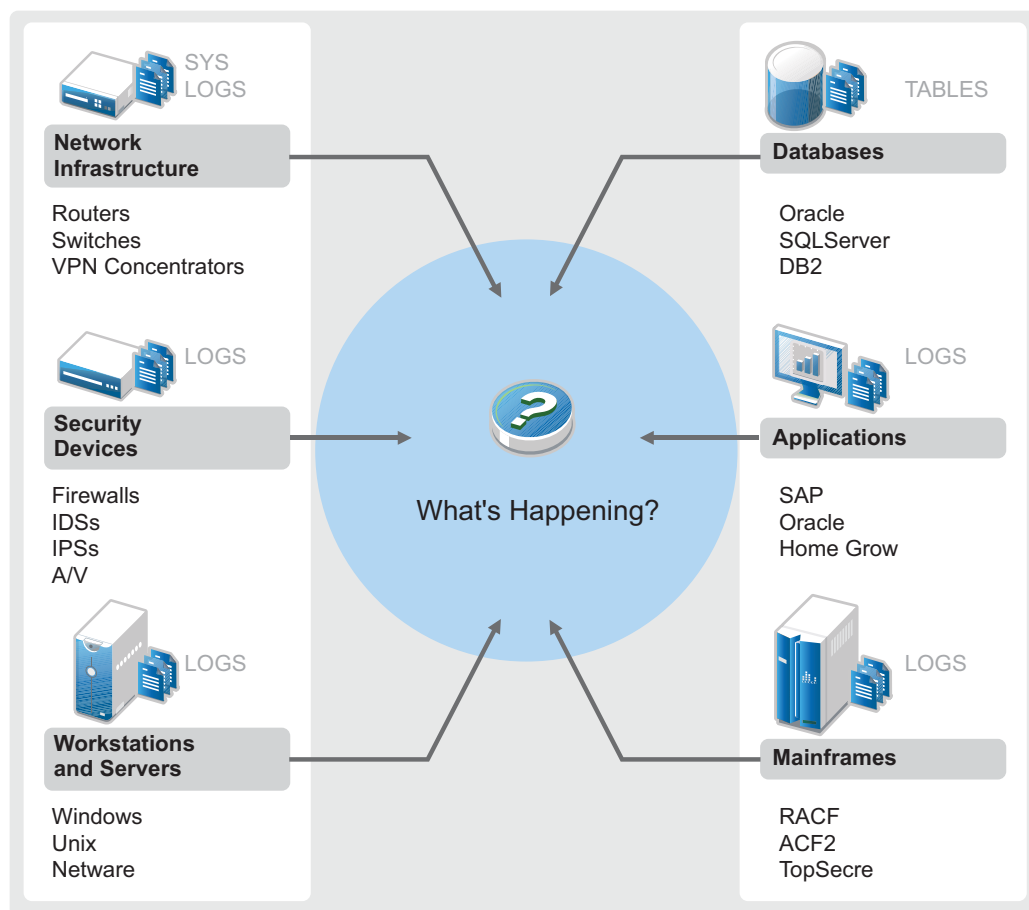 SYS
LOGS
Network
Infrastructure
Routers
Switches
VPN Concentrators
LOGS
Security
Devices
Firewalls
IDSs
IPSs
A/V
LOGS
Workstations
and Servers
Windows
Unix
Netware
?
What's Happening?
TABLES
Databases
Oracle
SQLServer
DB2
LOGS
Applications
SAP
Oracle
Home Grow
LOGS
Mainframes
RACF
ACF2
TopSecre